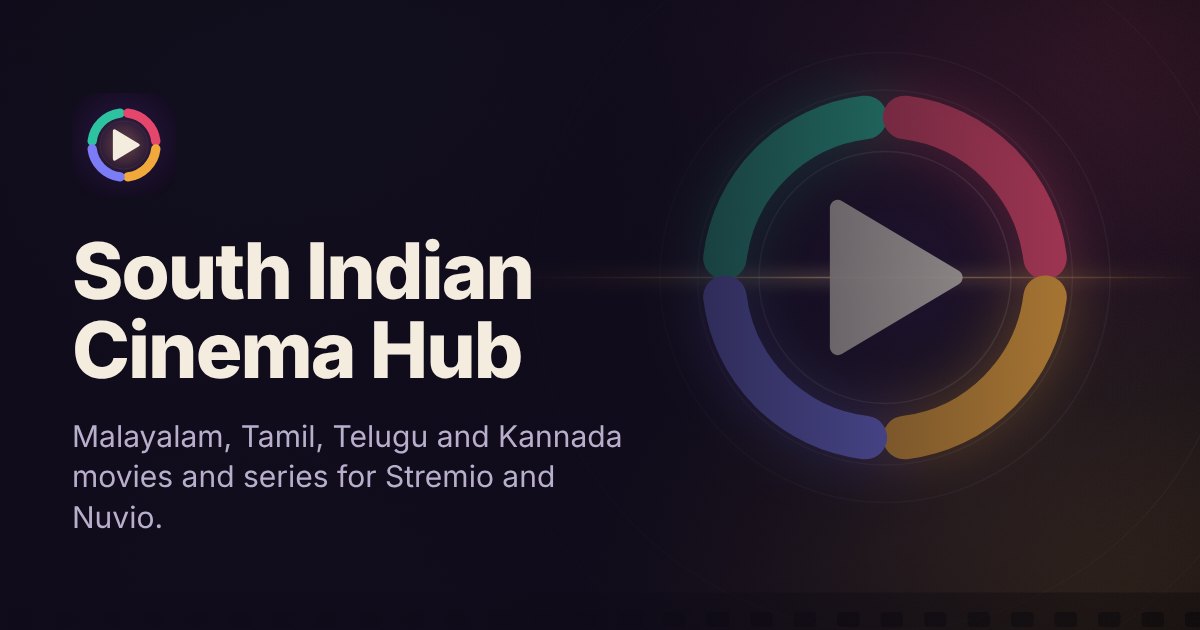 South Indian
Cinema Hub
Malayalam, Tamil, Telugu and Kannada
movies and series for Stremio and
Nuvio.